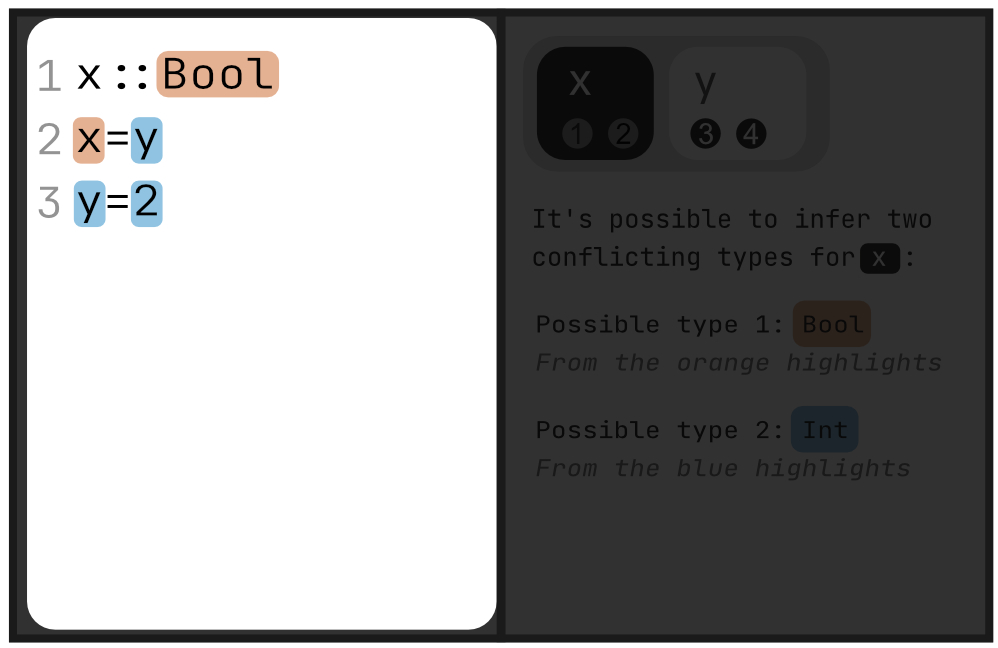 1 x::Bool
2 x=y
3 y=2
x y
1 2 3 4
It's possible to infer two
conflicting types for x :
Possible type 1: Bool
From the orange highlights
Possible type 2: Int
From the blue highlights